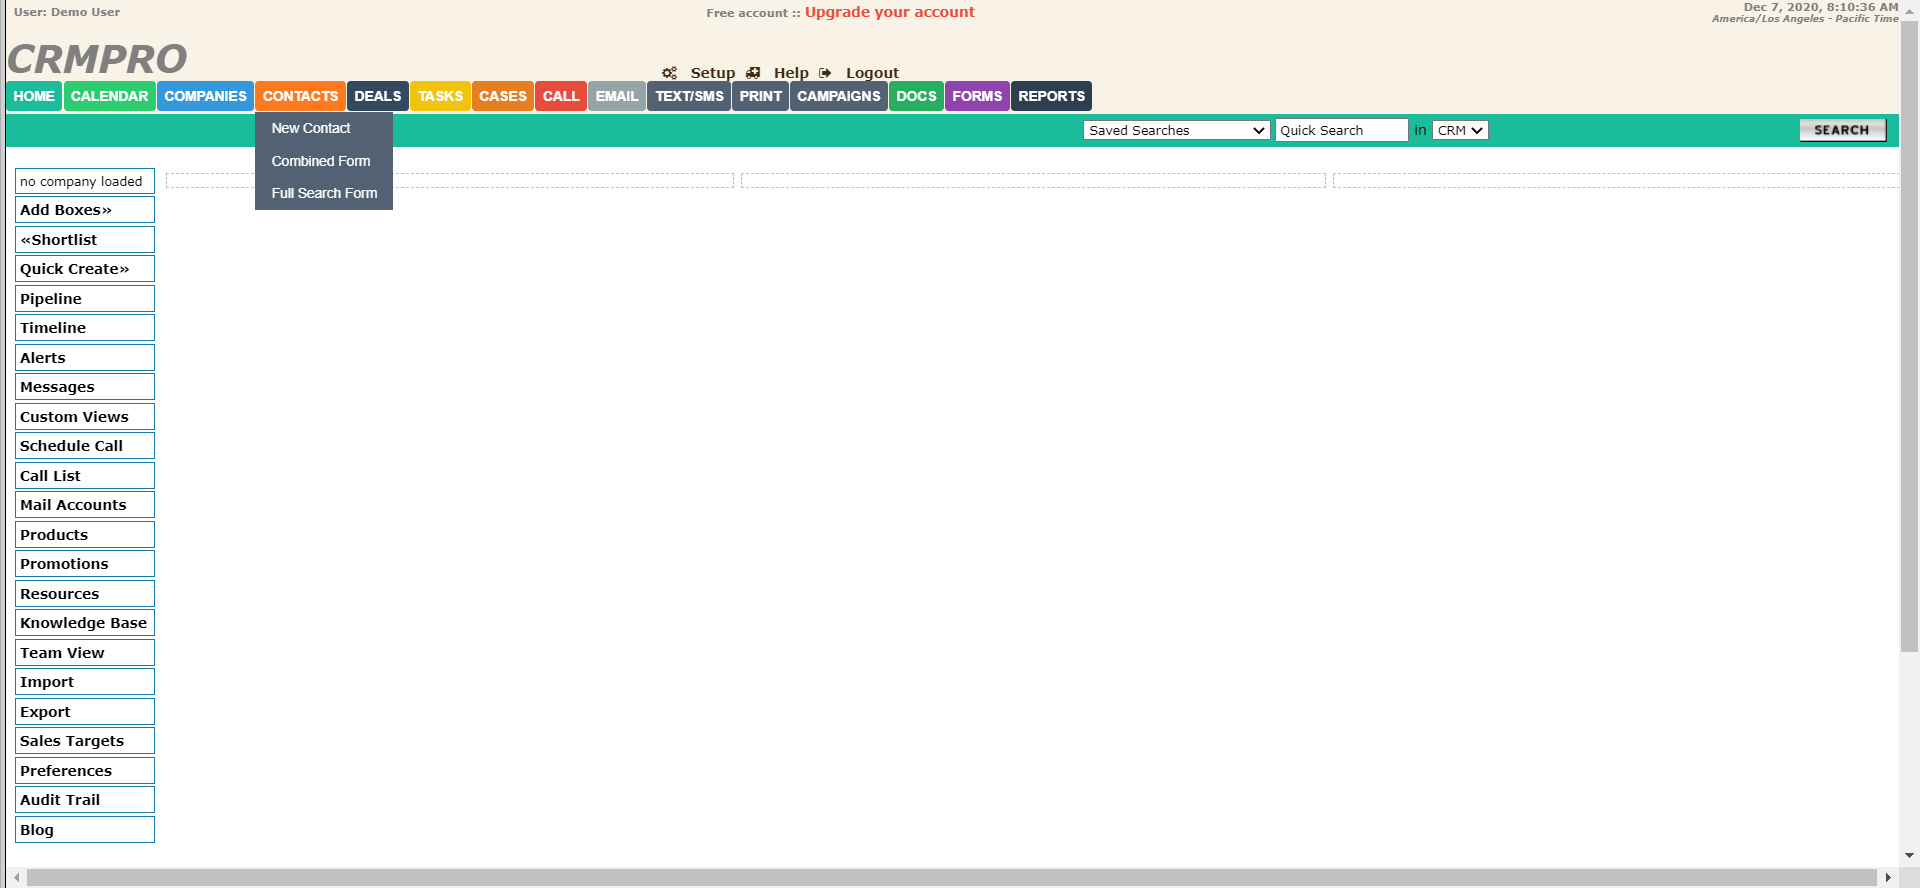 User: Demo User
Free account :: Upgrade your account
Dec 7, 2020, 8:10:36 AM
America/Los Angeles - Pacific Time
CRMPRO
Setup Help Logout
HOME CALENDAR COMPANIES CONTACTS DEALS TASKS CASES CALL EMAIL TEXT/SMS PRINT CAMPAIGNS DOCS FORMS REPORTS
New Contact
Combined Form
Full Search Form
Saved Searches Quick Search in CRM SEARCH
no company loaded
Add Boxes»
«Shortlist
Quick Create»
Pipeline
Timeline
Alerts
Messages
Custom Views
Schedule Call
Call List
Mail Accounts
Products
Promotions
Resources
Knowledge Base
Team View
Import
Export
Sales Targets
Preferences
Audit Trail
Blog